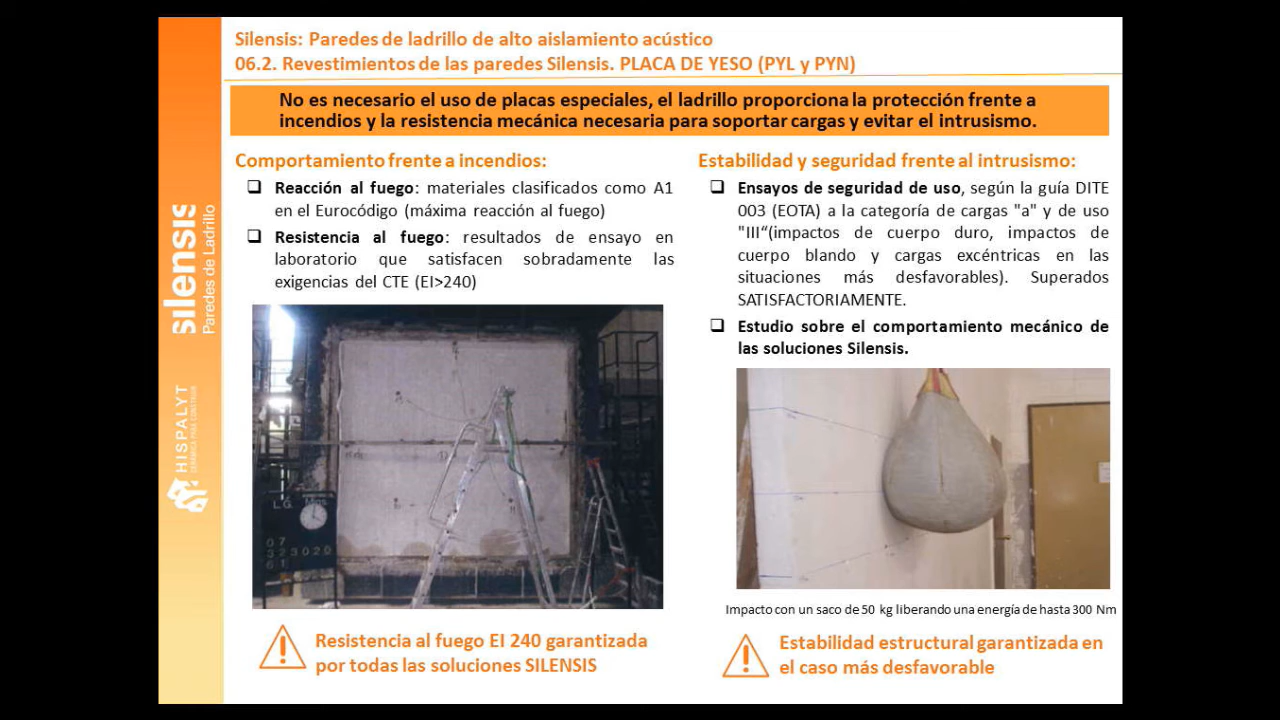 Silensis: Paredes de ladrillo de alto aislamiento acústico
06.2. Revestimientos de las paredes Silensis. PLACA DE YESO (PYL y PYN)
No es necesario el uso de placas especiales, el ladrillo proporciona la protección frente a
incendios y la resistencia mecánica necesaria para soportar cargas y evitar el intrusismo.
Comportamiento frente a incendios:
Reacción al fuego: materiales clasificados como A1
en el Eurocódigo (máxima reacción al fuego)
Resistencia al fuego: resultados de ensayo en
laboratorio que satisfacen sobradamente las
exigencias del CTE (EI>240)
L.G.
07
323020
61
Resistencia al fuego EI 240 garantizada
por todas las soluciones SILENSIS
Estabilidad y seguridad frente al intrusismo:
Ensayos de seguridad de uso, según la guía DITE
003 (EOTA) a la categoría de cargas "a" y de uso
"III“(impactos de cuerpo duro, impactos de
cuerpo blando y cargas excéntricas en las
situaciones más desfavorables). Superados
SATISFACTORIAMENTE.
Estudio sobre el comportamiento mecánico de
las soluciones Silensis.
Impacto con un saco de 50 kg liberando una energía de hasta 300 Nm
Estabilidad estructural garantizada en
el caso más desfavorable
silensis
Paredes de Ladrillo
HISPALYT
CERÁMICA PARA CONSTRUIR